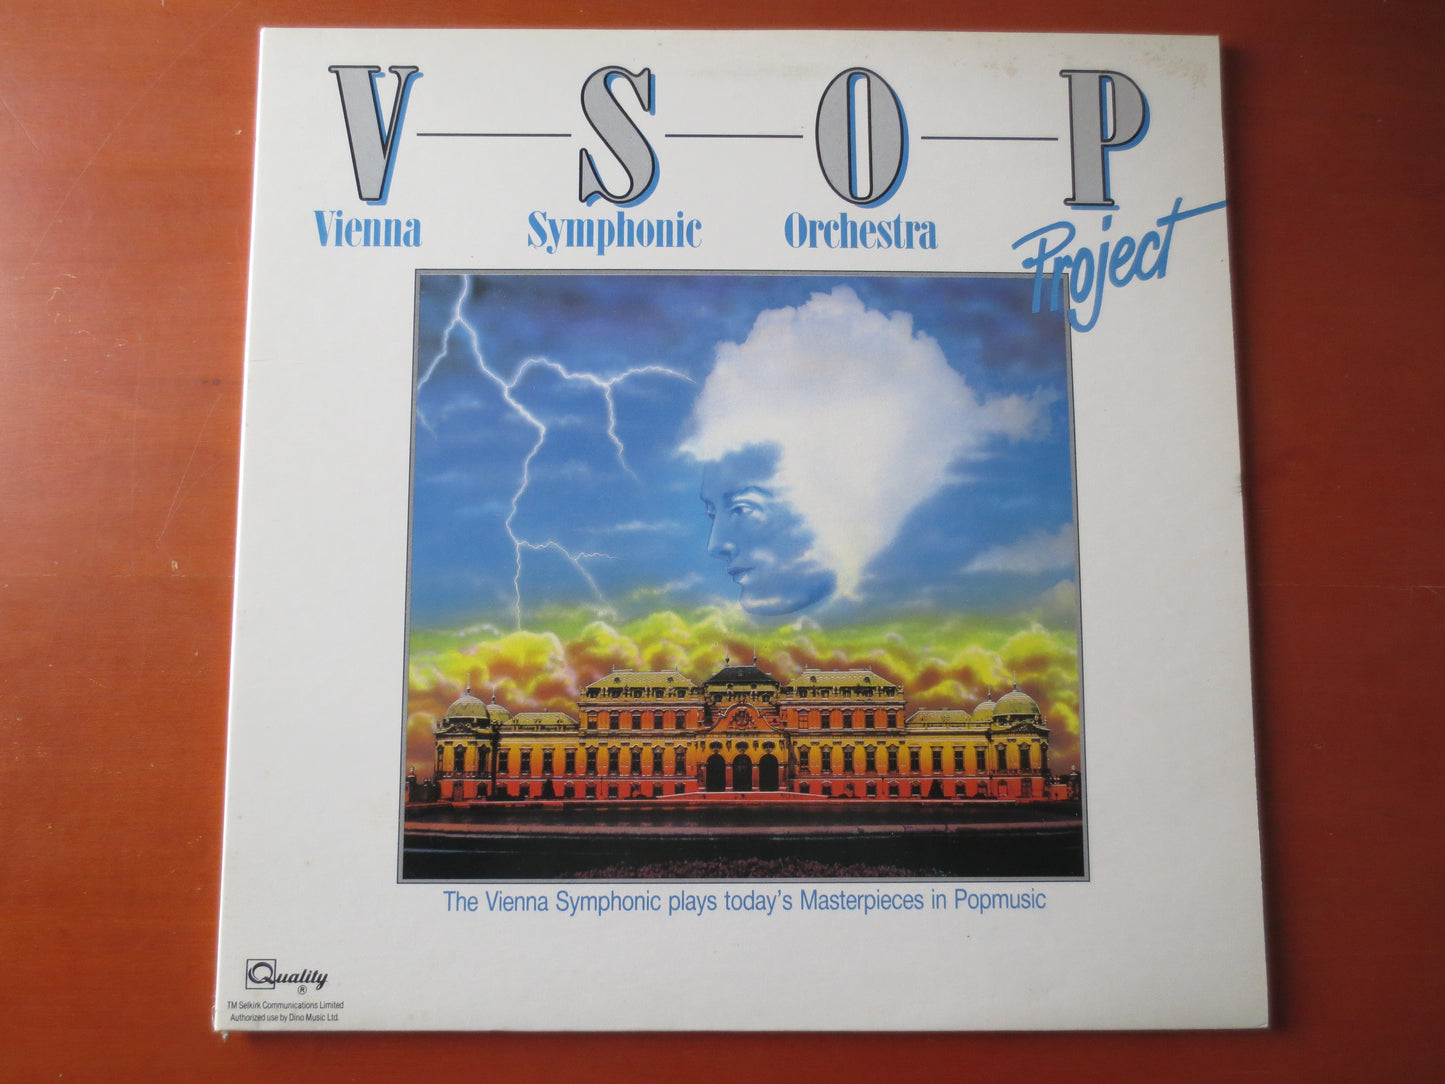 V S O P
Vienna Symphonic Orchestra Project
The Vienna Symphonic plays today's Masterpieces in Popmusic
Quality ®
TM Selkirk Communications Limited
Authorized use by Dino Music Ltd.